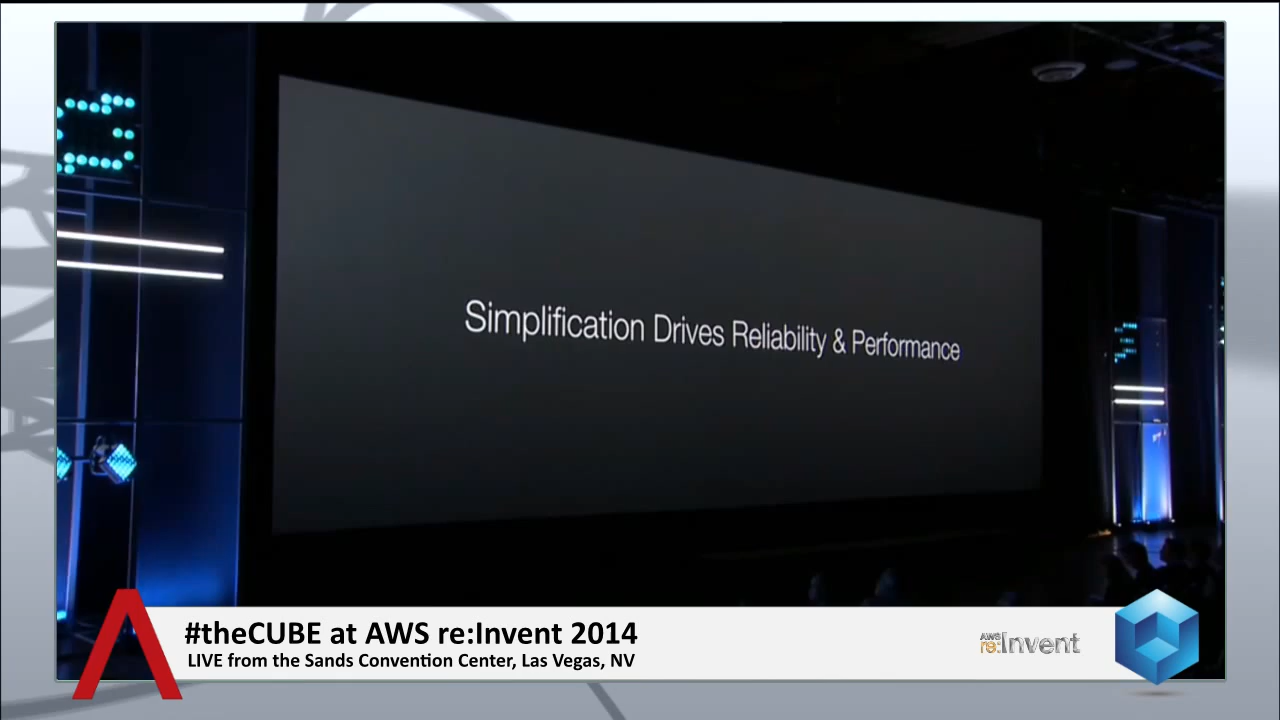 Simplification Drives Reliability & Performance
#theCUBE at AWS re:Invent 2014
LIVE from the Sands Convention Center, Las Vegas, NV
AWS
re:Invent